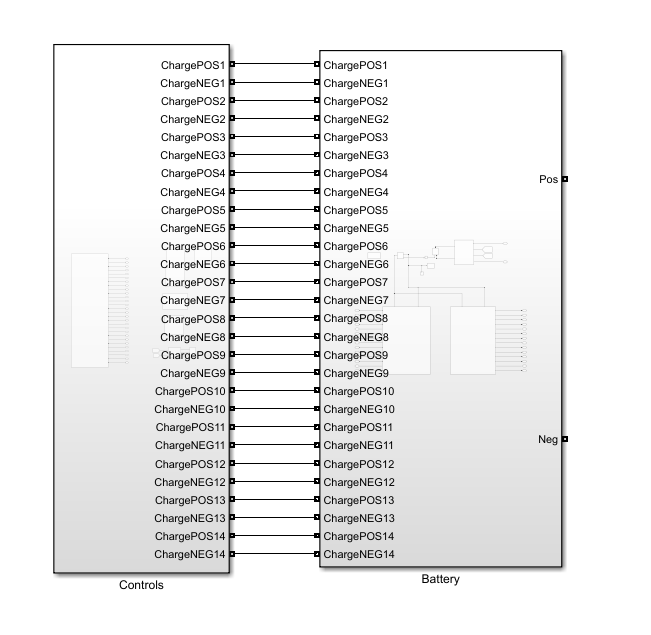 ChargePOS1
ChargeNEG1
ChargePOS2
ChargeNEG2
ChargePOS3
ChargeNEG3
ChargePOS4
ChargeNEG4
ChargePOS5
ChargeNEG5
ChargePOS6
ChargeNEG6
ChargePOS7
ChargeNEG7
ChargePOS8
ChargeNEG8
ChargePOS9
ChargeNEG9
ChargePOS10
ChargeNEG10
ChargePOS11
ChargeNEG11
ChargePOS12
ChargeNEG12
ChargePOS13
ChargeNEG13
ChargePOS14
ChargeNEG14
Controls
ChargePOS1
ChargeNEG1
ChargePOS2
ChargeNEG2
ChargePOS3
ChargeNEG3
ChargePOS4
ChargeNEG4
ChargePOS5
ChargeNEG5
ChargePOS6
ChargeNEG6
ChargePOS7
ChargeNEG7
ChargePOS8
ChargeNEG8
ChargePOS9
ChargeNEG9
ChargePOS10
ChargeNEG10
ChargePOS11
ChargeNEG11
ChargePOS12
ChargeNEG12
ChargePOS13
ChargeNEG13
ChargePOS14
ChargeNEG14
Pos
Neg
Battery